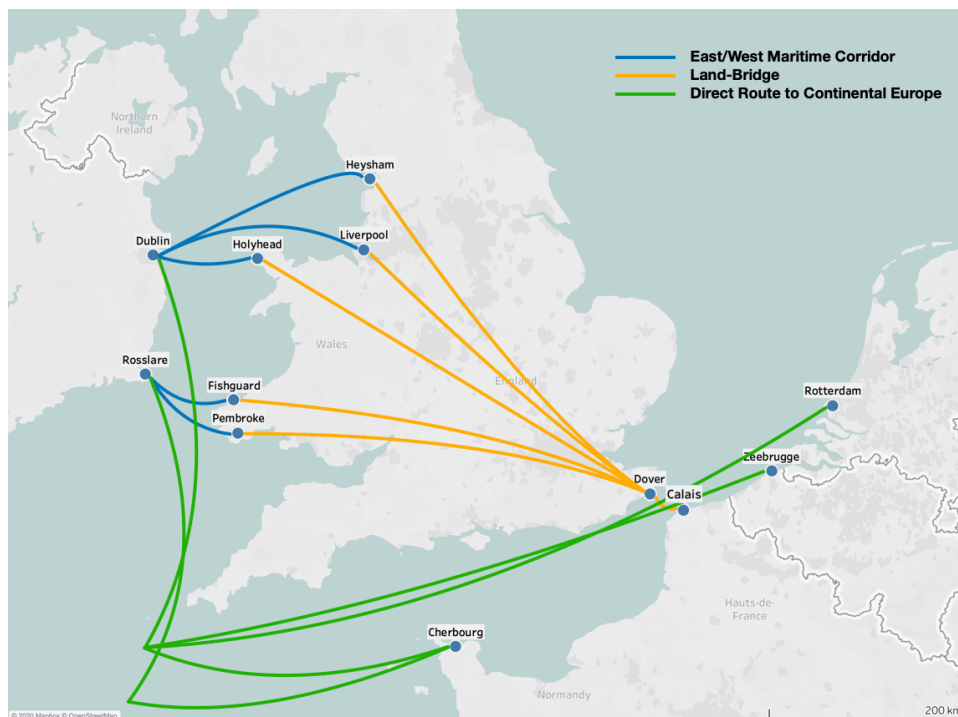 East/West Maritime Corridor
Land-Bridge
Direct Route to Continental Europe
Northern
Ireland
Heysham
Dublin
Holyhead
Liverpool
Wales
Rosslare
Fishguard
England
Pembroke
Rotterdam
Zeebrugge
Dover
Calais
Hauts-de-
France
Cherbourg
Normandy
© 2020 Mapbox © OpenStreetMap
200 km